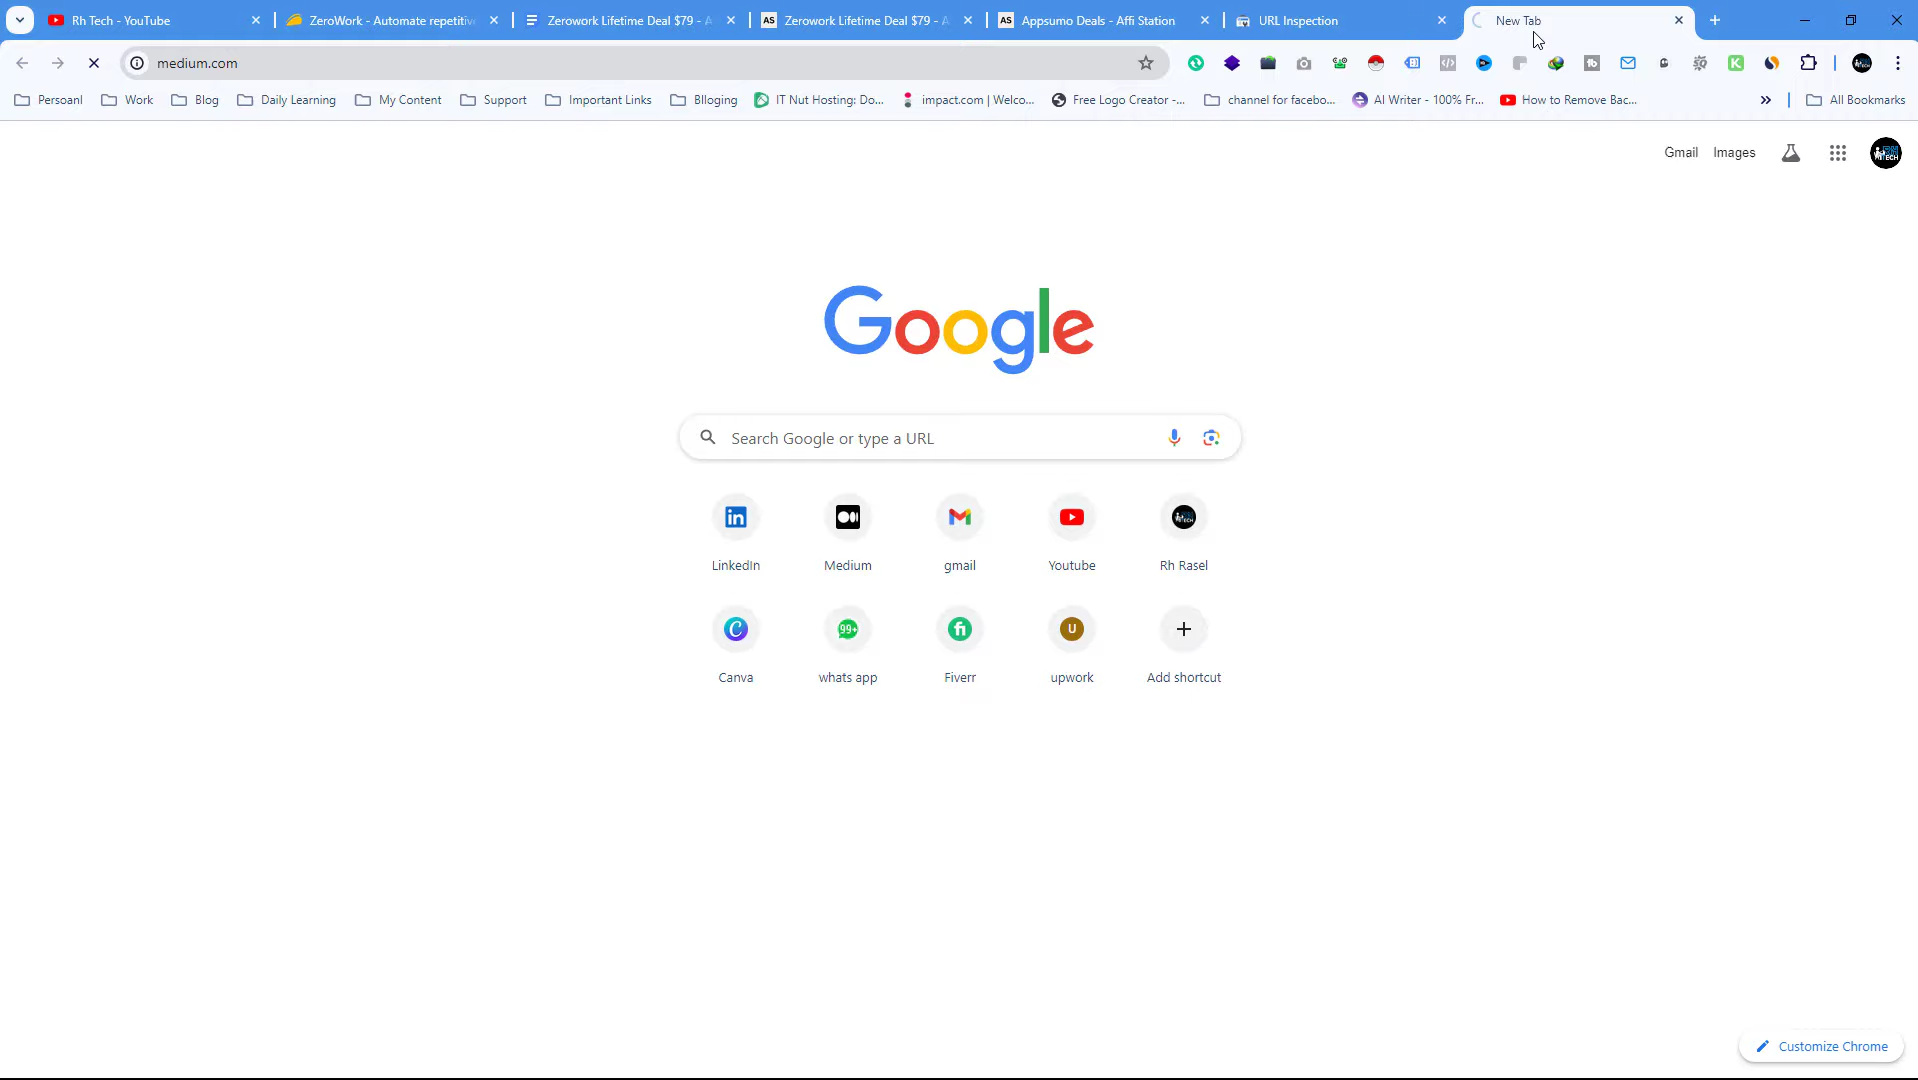 Rh Tech - YouTube
ZeroWork - Automate repetitiv
Zerowork Lifetime Deal $79 - A
AS Zerowork Lifetime Deal $79 - A
AS Appsumo Deals - Affi Station
URL Inspection
New Tab
medium.com
Persoanl
Work
Blog
Daily Learning
My Content
Support
Important Links
Blloging
IT Nut Hosting: Do...
impact.com | Welco...
Free Logo Creator -...
channel for facebo...
AI Writer - 100% Fr...
How to Remove Bac...
All Bookmarks
Gmail
Images
Google
Search Google or type a URL
LinkedIn
Medium
gmail
Youtube
Rh Rasel
99+
U
Canva
whats app
Fiverr
upwork
Add shortcut
Customize Chrome